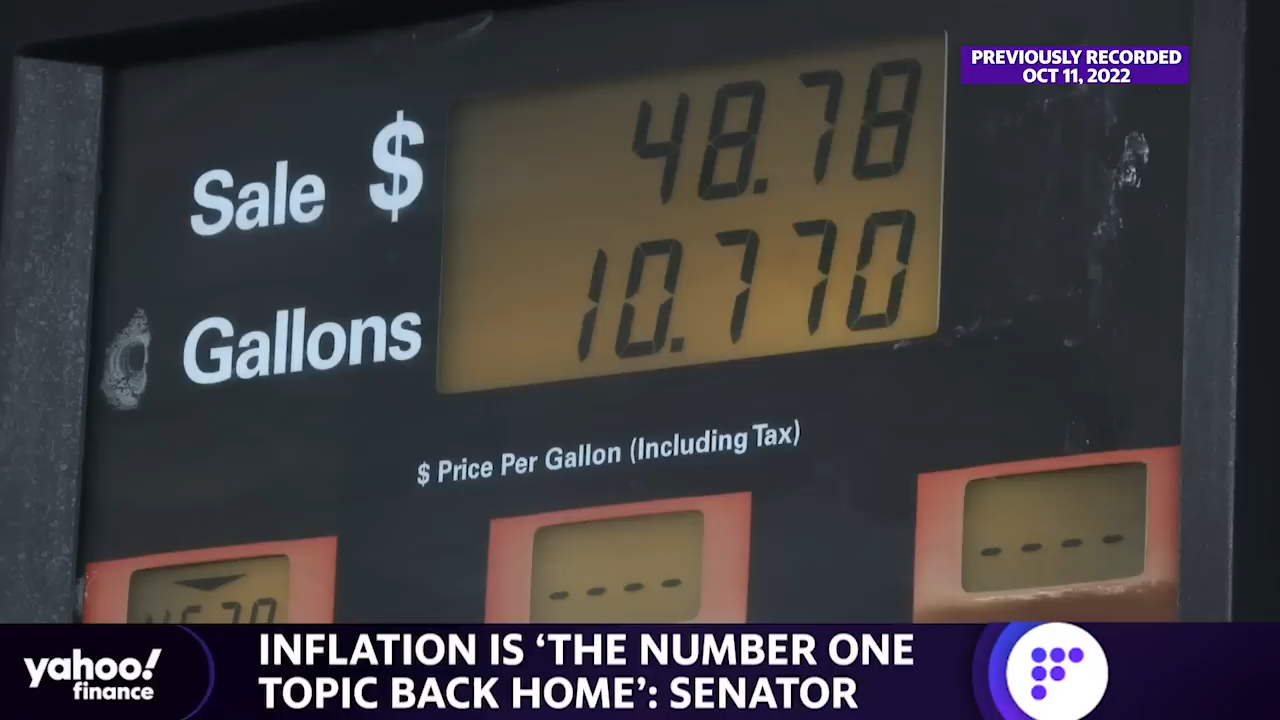 PREVIOUSLY RECORDED
OCT 11, 2022
Sale $ 48.78
Gallons 10.770
$ Price Per Gallon (Including Tax)
- - - -
- - - -
yahoo!
finance
INFLATION IS ‘THE NUMBER ONE
TOPIC BACK HOME’: SENATOR